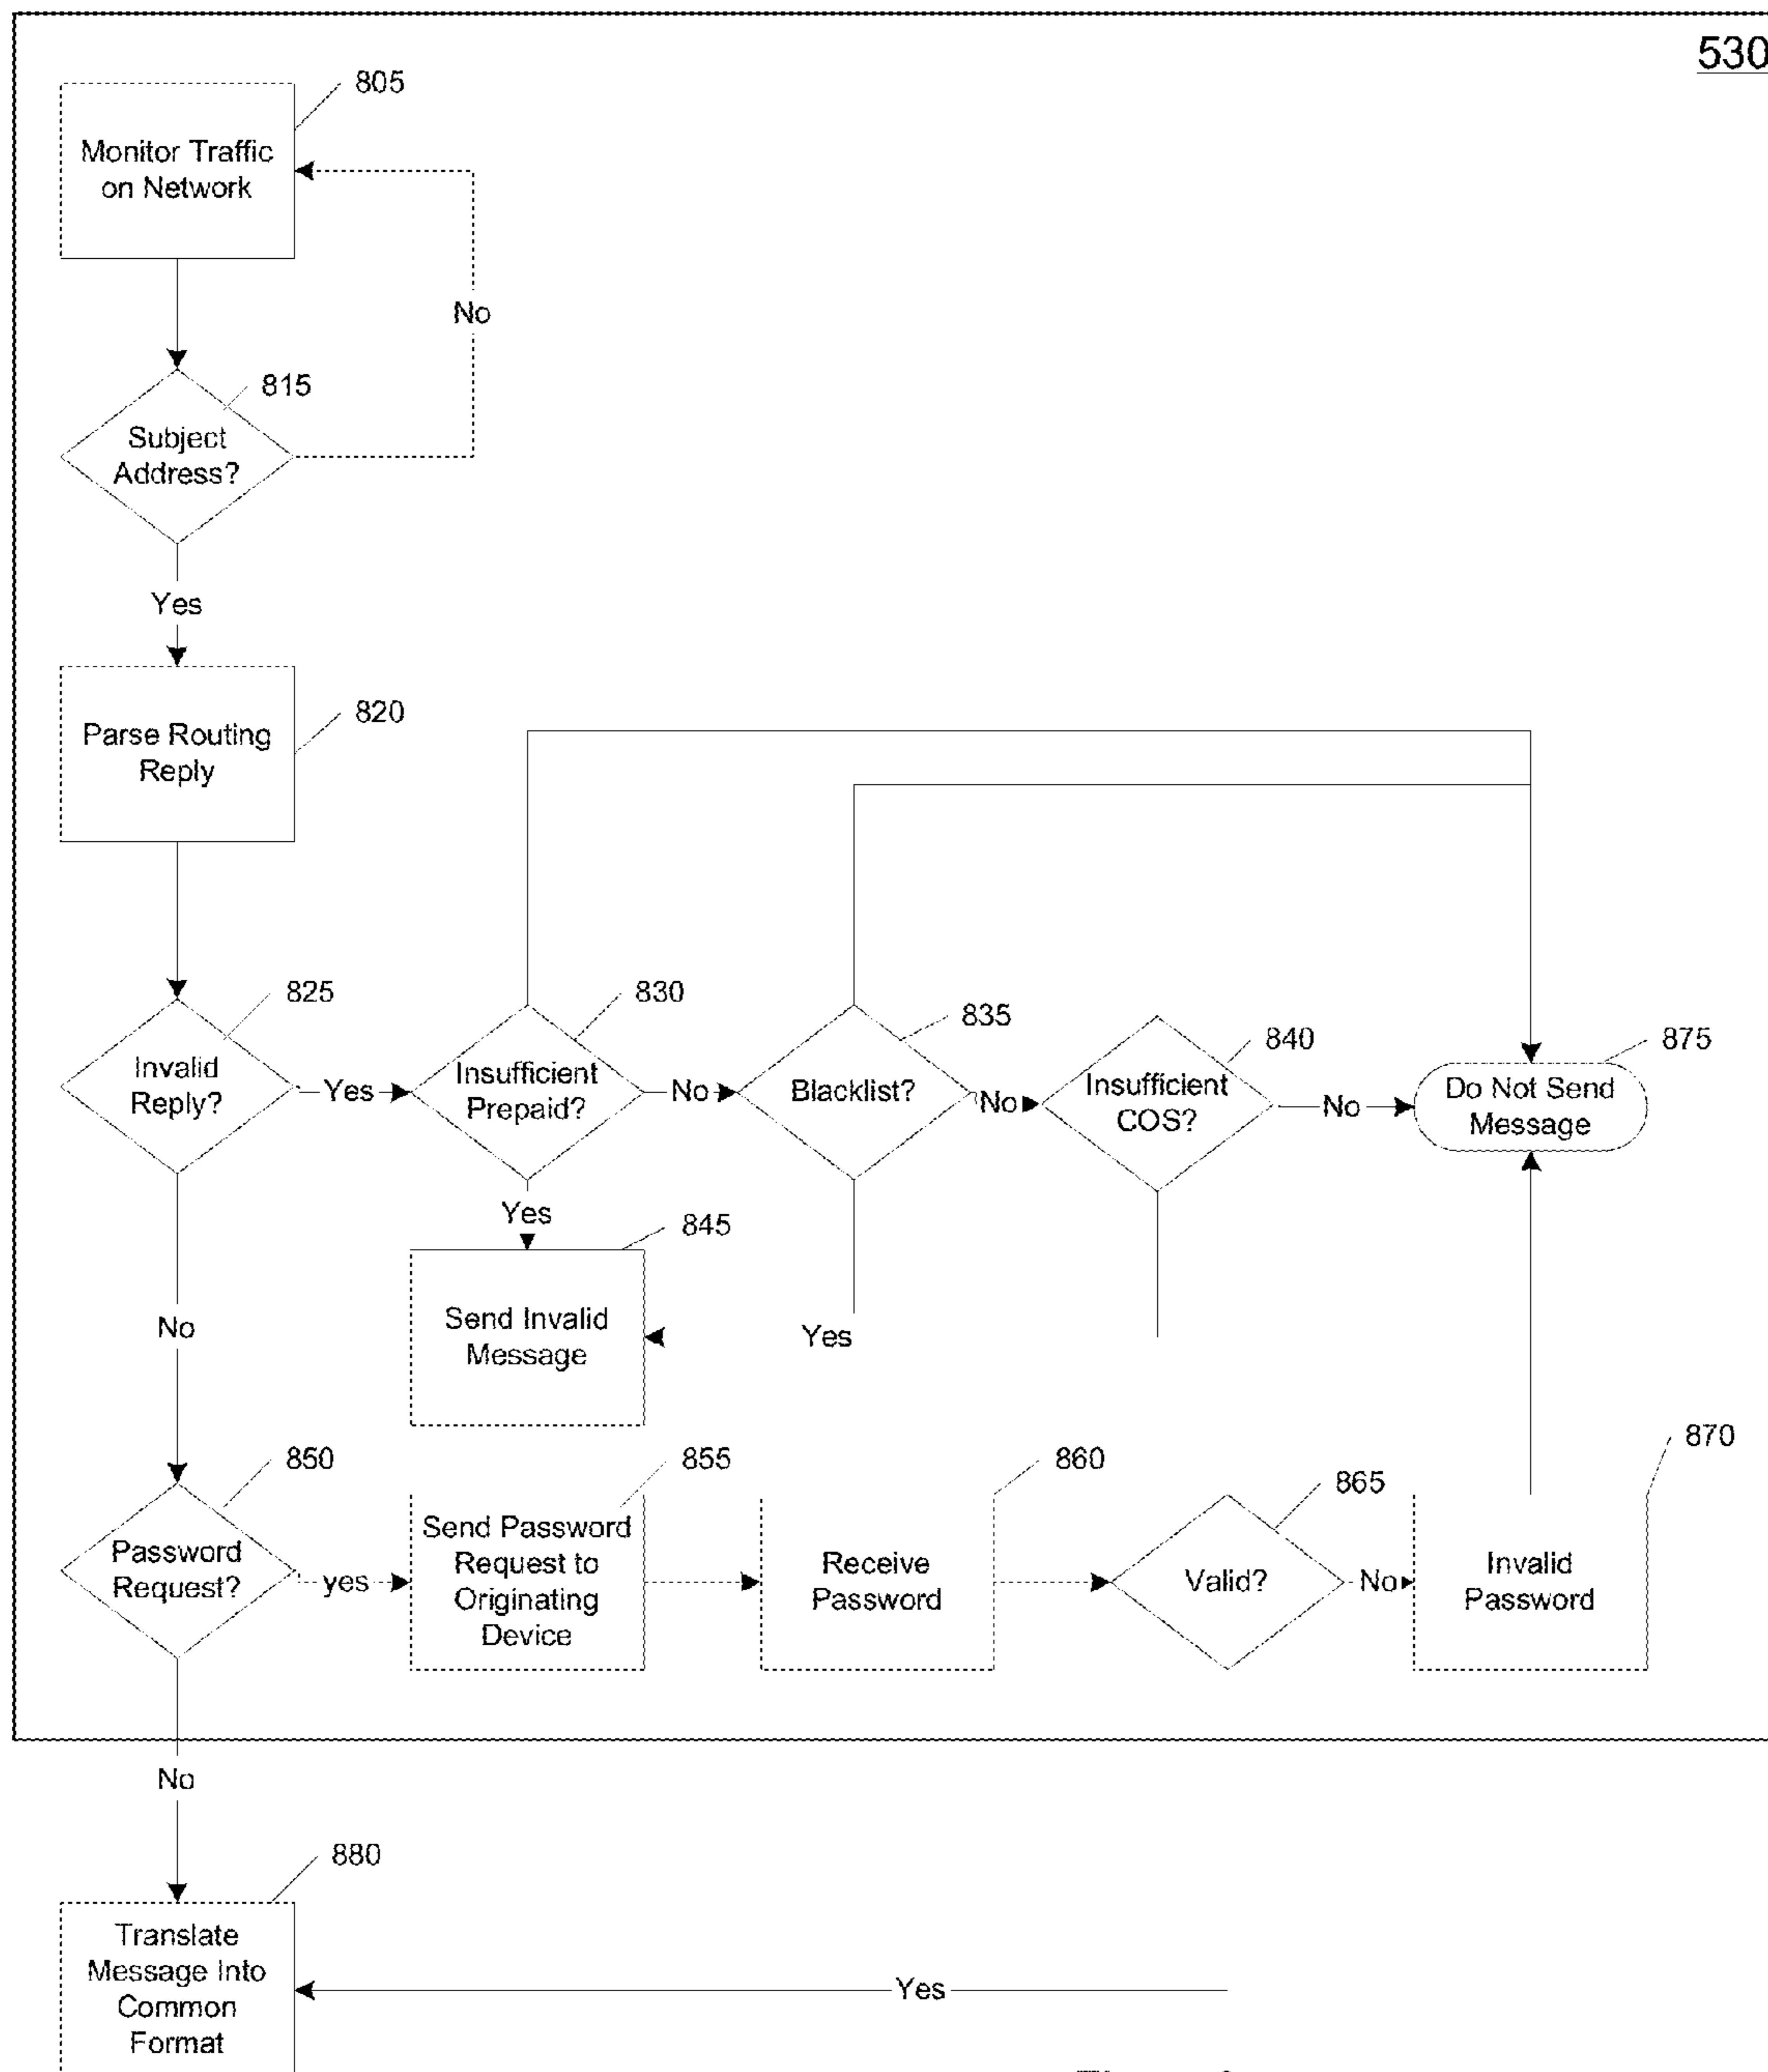 530
805
Monitor Traffic
on Network
No
815
Subject
Address?
Yes
820
Parse Routing
Reply
825
Invalid
Reply?
Yes
830
Insufficient
Prepaid?
No
835
Blacklist?
No
840
Insufficient
COS?
No
875
Do Not Send
Message
Yes
845
Send Invalid
Message
Yes
No
850
Password
Request?
yes
855
Send Password
Request to
Originating
Device
860
Receive
Password
865
Valid?
No
870
Invalid
Password
No
880
Translate
Message Into
Common
Format
Yes